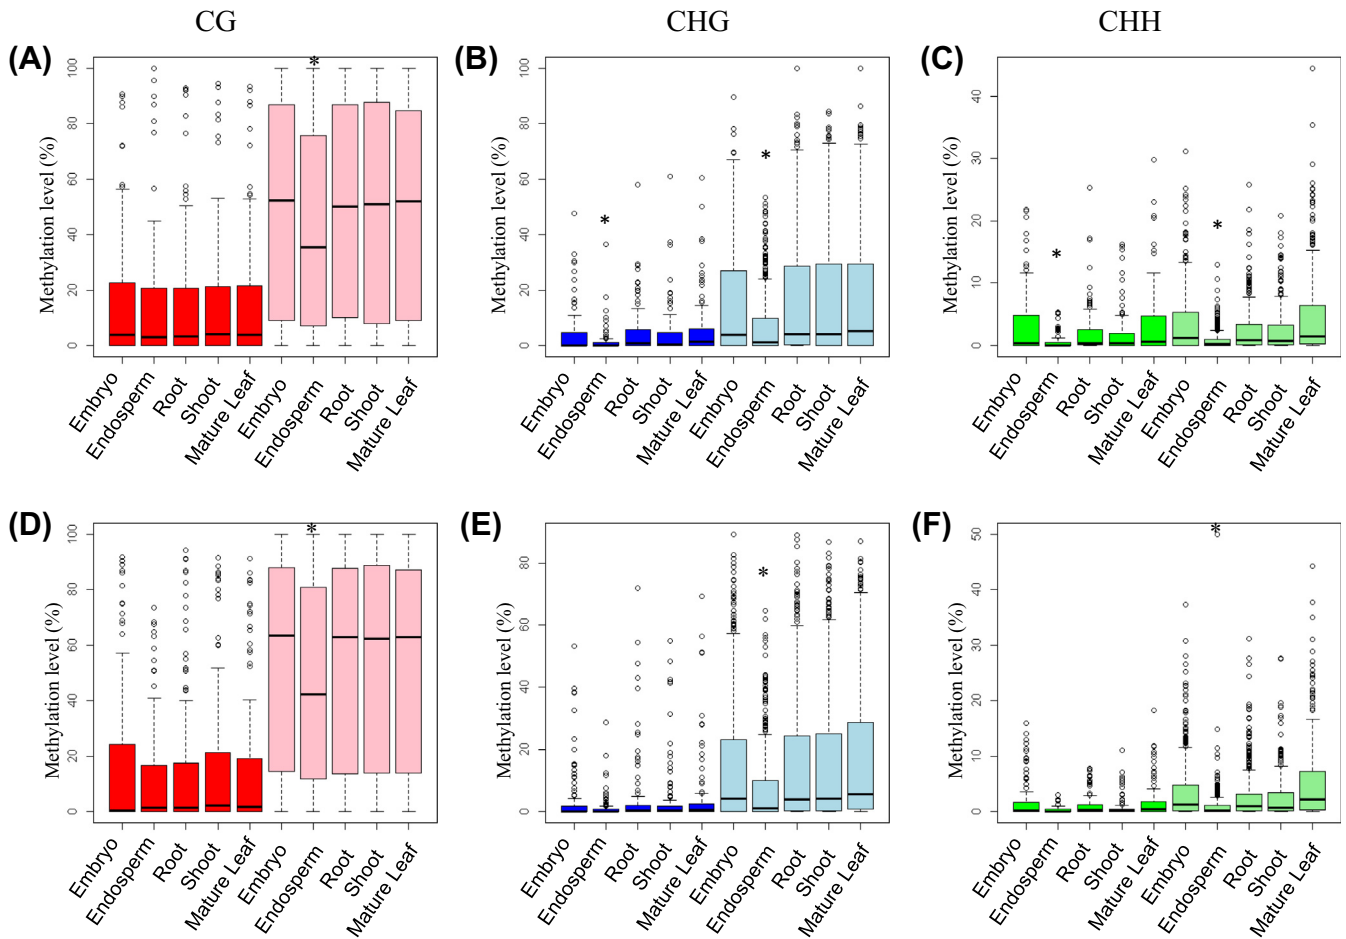 CG
CHG
CHH
(A)
Methylation level (%)
0
20
40
60
80
100
*
Embryo
Endosperm
Root
Shoot
Mature Leaf
Embryo
Endosperm
Root
Shoot
Mature Leaf
(B)
Methylation level (%)
0
20
40
60
80
100
*
*
Embryo
Endosperm
Root
Shoot
Mature Leaf
Embryo
Endosperm
Root
Shoot
Mature Leaf
(C)
Methylation level (%)
0
10
20
30
40
*
*
Embryo
Endosperm
Root
Shoot
Mature Leaf
Embryo
Endosperm
Root
Shoot
Mature Leaf
(D)
Methylation level (%)
0
20
40
60
80
100
*
Embryo
Endosperm
Root
Shoot
Mature Leaf
Embryo
Endosperm
Root
Shoot
Mature Leaf
(E)
Methylation level (%)
0
20
40
60
80
*
Embryo
Endosperm
Root
Shoot
Mature Leaf
Embryo
Endosperm
Root
Shoot
Mature Leaf
(F)
Methylation level (%)
0
10
20
30
40
50
*
Embryo
Endosperm
Root
Shoot
Mature Leaf
Embryo
Endosperm
Root
Shoot
Mature Leaf